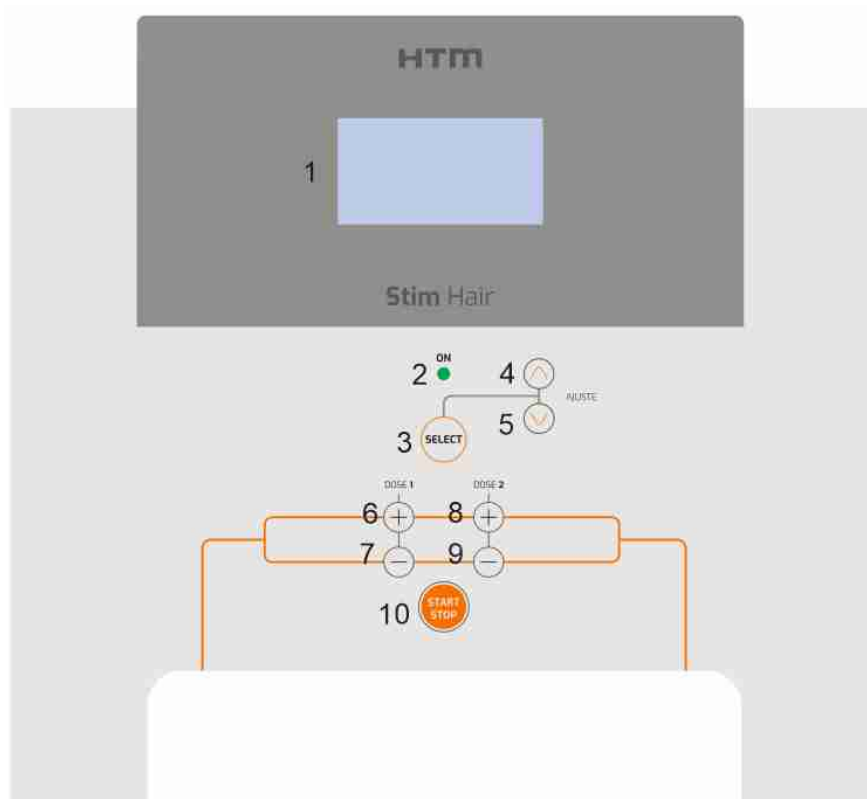 HTM
1
Stim Hair
ON
2
4
AJUSTE
5
3
SELECT
DOSE 1 DOSE 2
6 + 8 +
7 − 9 −
10
START
STOP